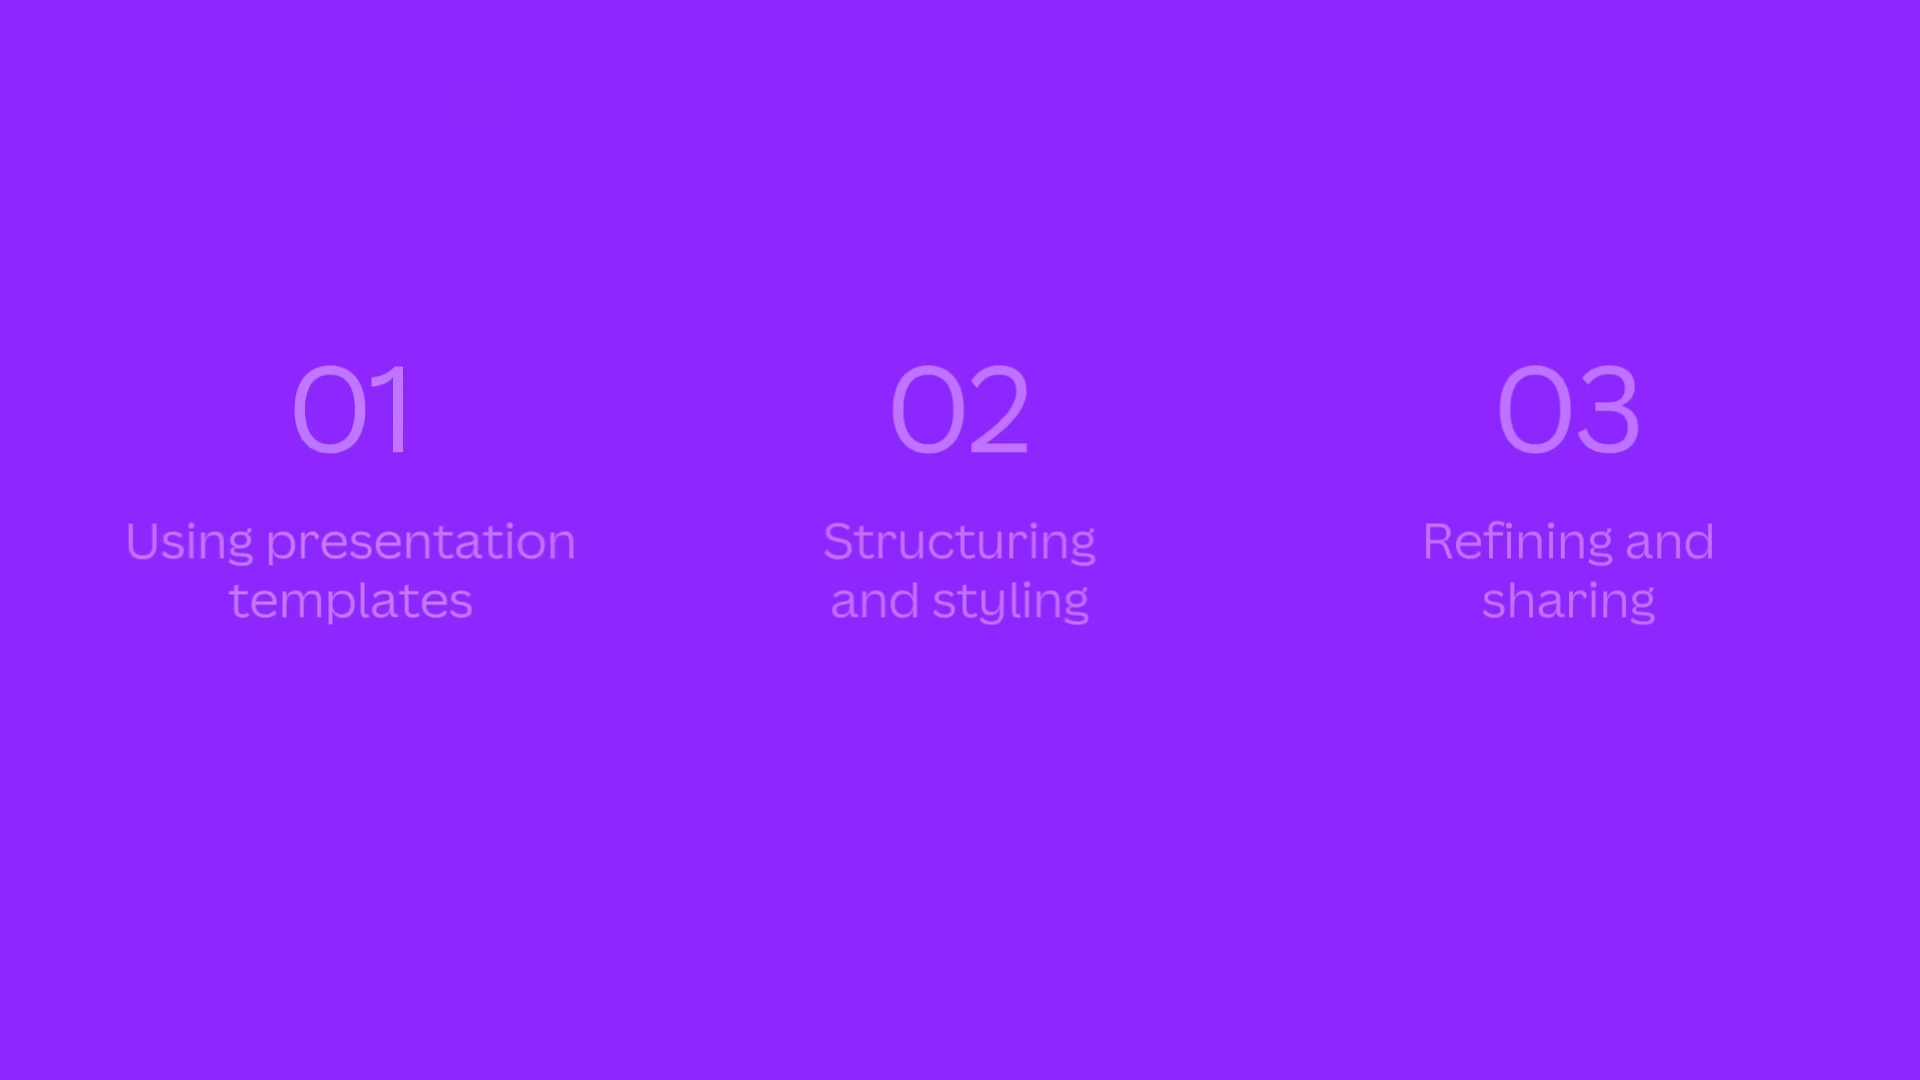 01
Using presentation
templates
02
Structuring
and styling
03
Refining and
sharing